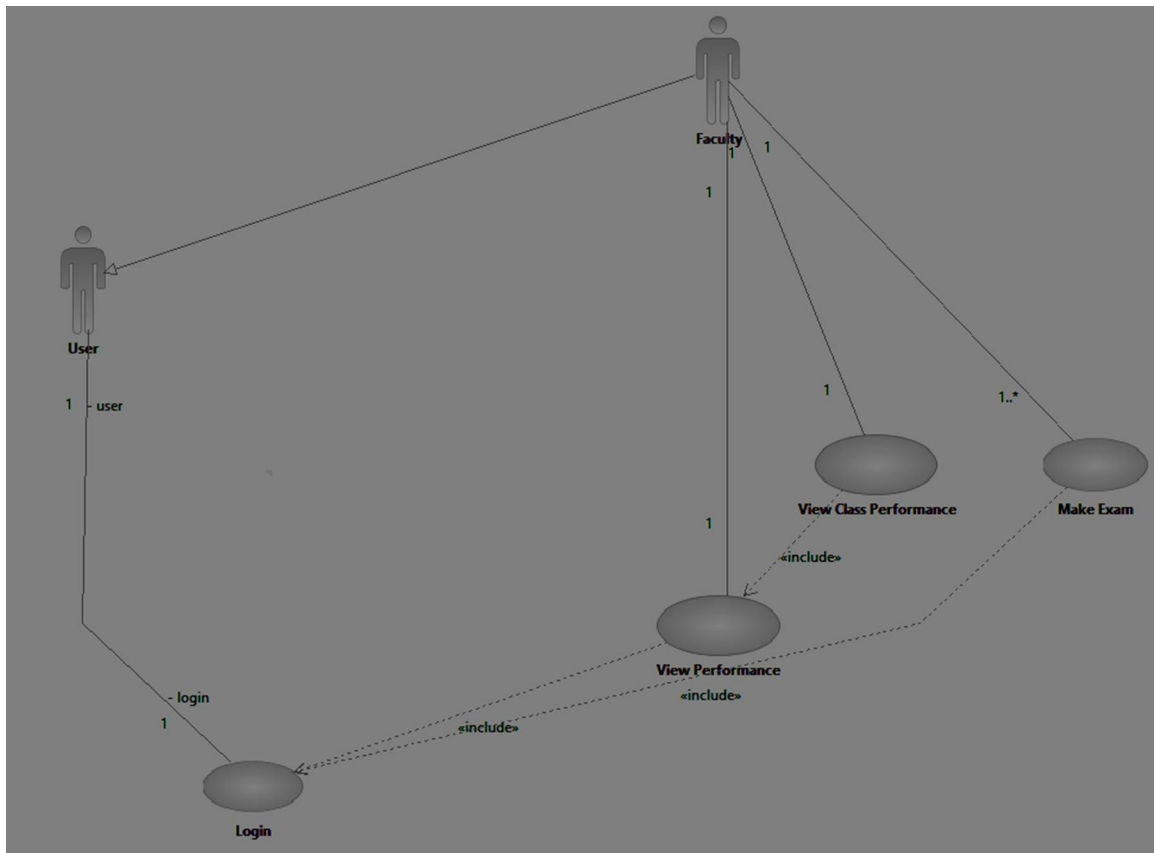 Faculty
1
1
1
User
1
- user
1
1..*
View Class Performance
Make Exam
1
«include»
View Performance
- login
«include»
1
«include»
Login